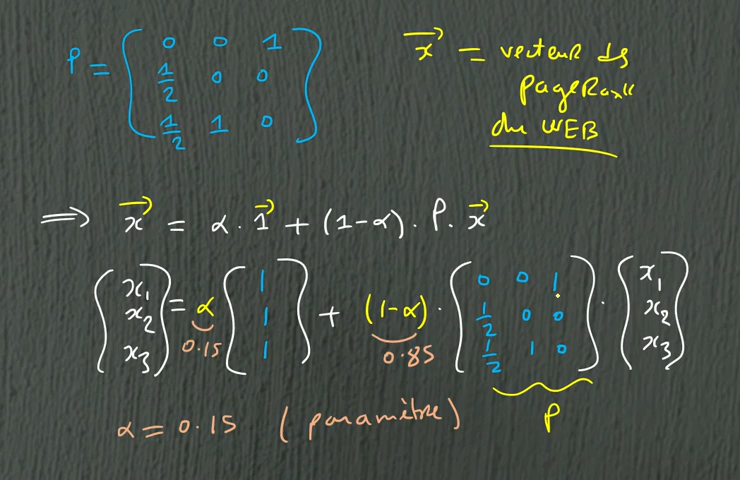 P = ( 0 0 1 ; 1/2 0 0 ; 1/2 1 0 )
x⃗ = vecteur de
pageRank
du WEB
⟹ x⃗ = α · 1⃗ + (1-α) · P · x⃗
( x₁ ; x₂ ; x₃ ) = α ( 1 ; 1 ; 1 ) + (1-α) · ( 0 0 1 ; 1/2 0 0 ; 1/2 1 0 ) · ( x₁ ; x₂ ; x₃ )
0.15 0.85
P
α = 0.15 ( paramètre )